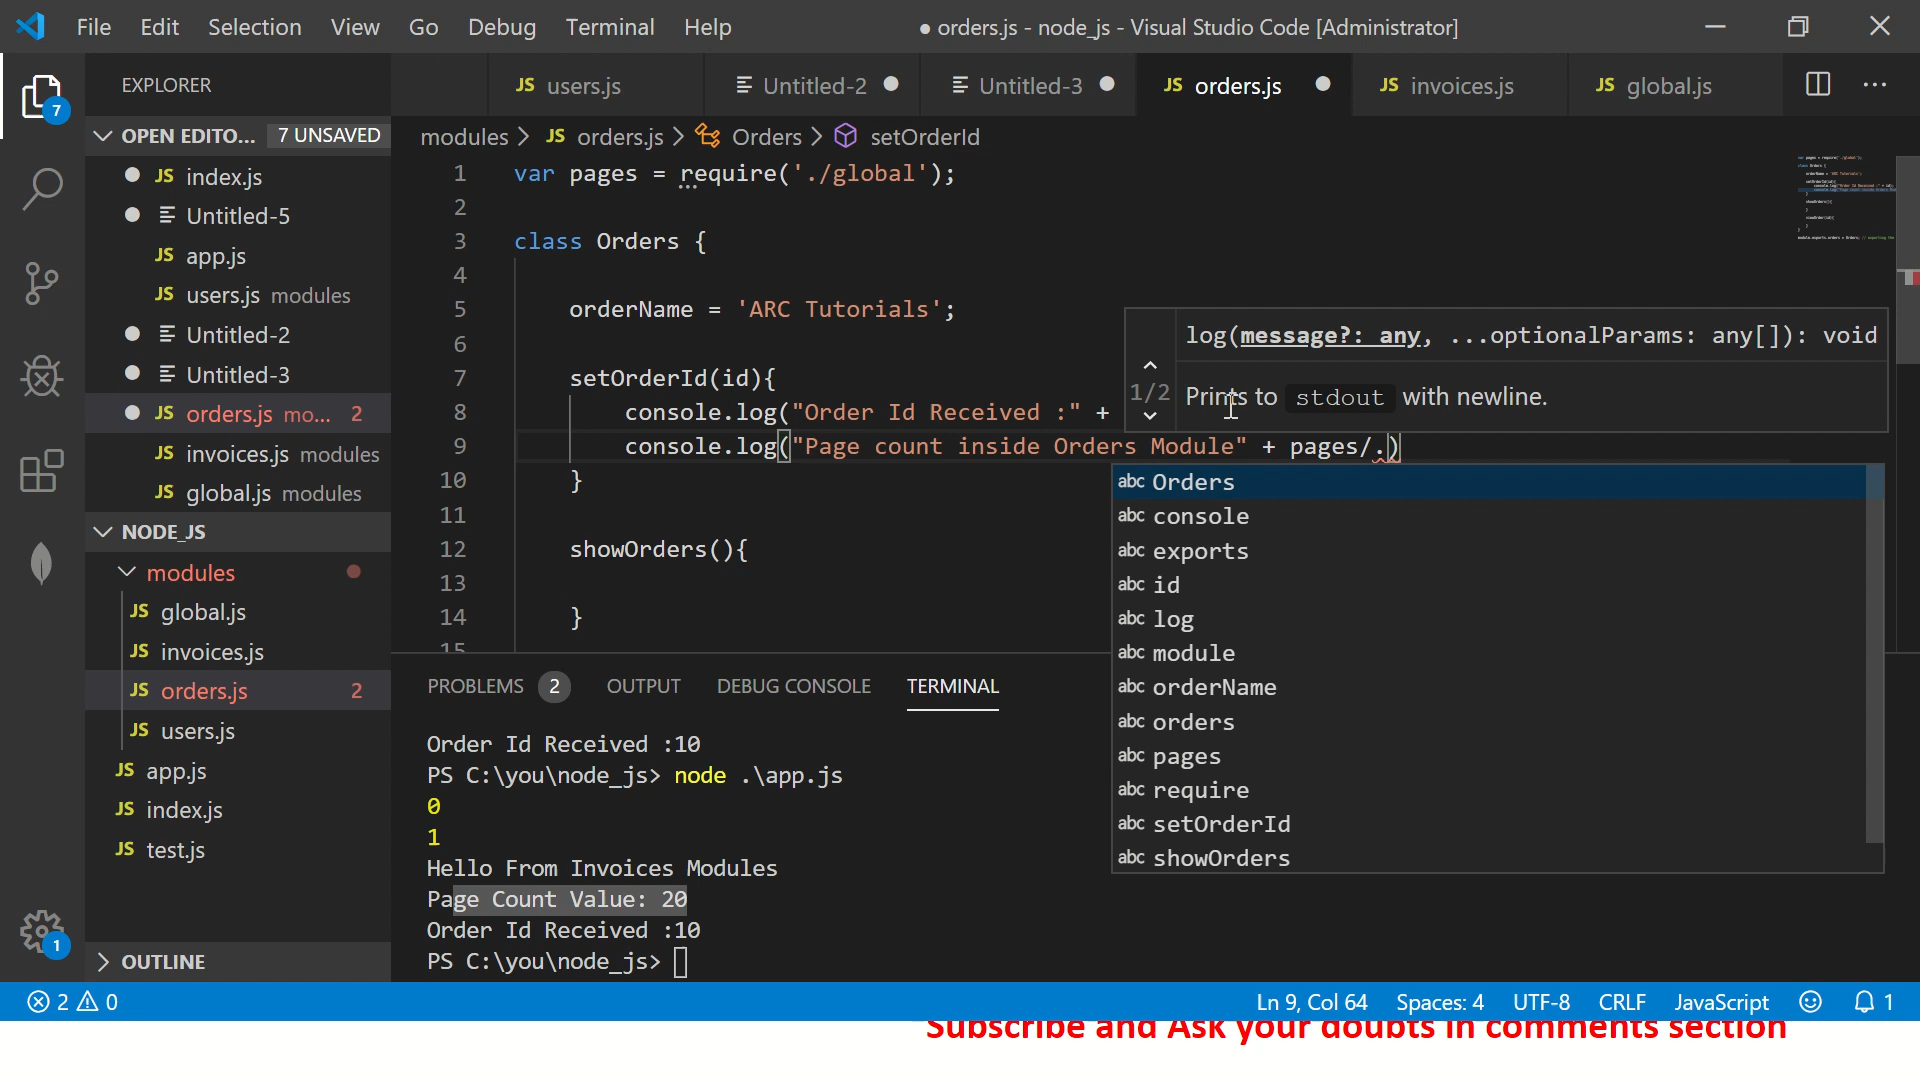 File Edit Selection View Go Debug Terminal Help ● orders.js - node_js - Visual Studio Code [Administrator]
EXPLORER
JS users.js Untitled-2 Untitled-3 JS orders.js JS invoices.js JS global.js
7
OPEN EDITO... 7 UNSAVED
JS index.js
Untitled-5
JS app.js
JS users.js modules
Untitled-2
Untitled-3
JS orders.js mo... 2
JS invoices.js modules
JS global.js modules
NODE_JS
modules
JS global.js
JS invoices.js
JS orders.js 2
JS users.js
JS app.js
JS index.js
JS test.js
1
OUTLINE
modules > JS orders.js > Orders > setOrderId
1 var pages = require('./global');
2
3 class Orders {
4
5 orderName = 'ARC Tutorials';
6
7 setOrderId(id){
8 console.log("Order Id Received :" +
9 console.log("Page count inside Orders Module" + pages/.)
10 }
11
12 showOrders(){
13
14 }
15
log(message?: any, ...optionalParams: any[]): void
1/2 Prints to stdout with newline.
abc Orders
abc console
abc exports
abc id
abc log
abc module
abc orderName
abc orders
abc pages
abc require
abc setOrderId
abc showOrders
PROBLEMS 2 OUTPUT DEBUG CONSOLE TERMINAL
Order Id Received :10
PS C:\you\node_js> node .\app.js
0
1
Hello From Invoices Modules
Page Count Value: 20
Order Id Received :10
PS C:\you\node_js>
2 0 Ln 9, Col 64 Spaces: 4 UTF-8 CRLF JavaScript 1
Subscribe and Ask your doubts in comments section